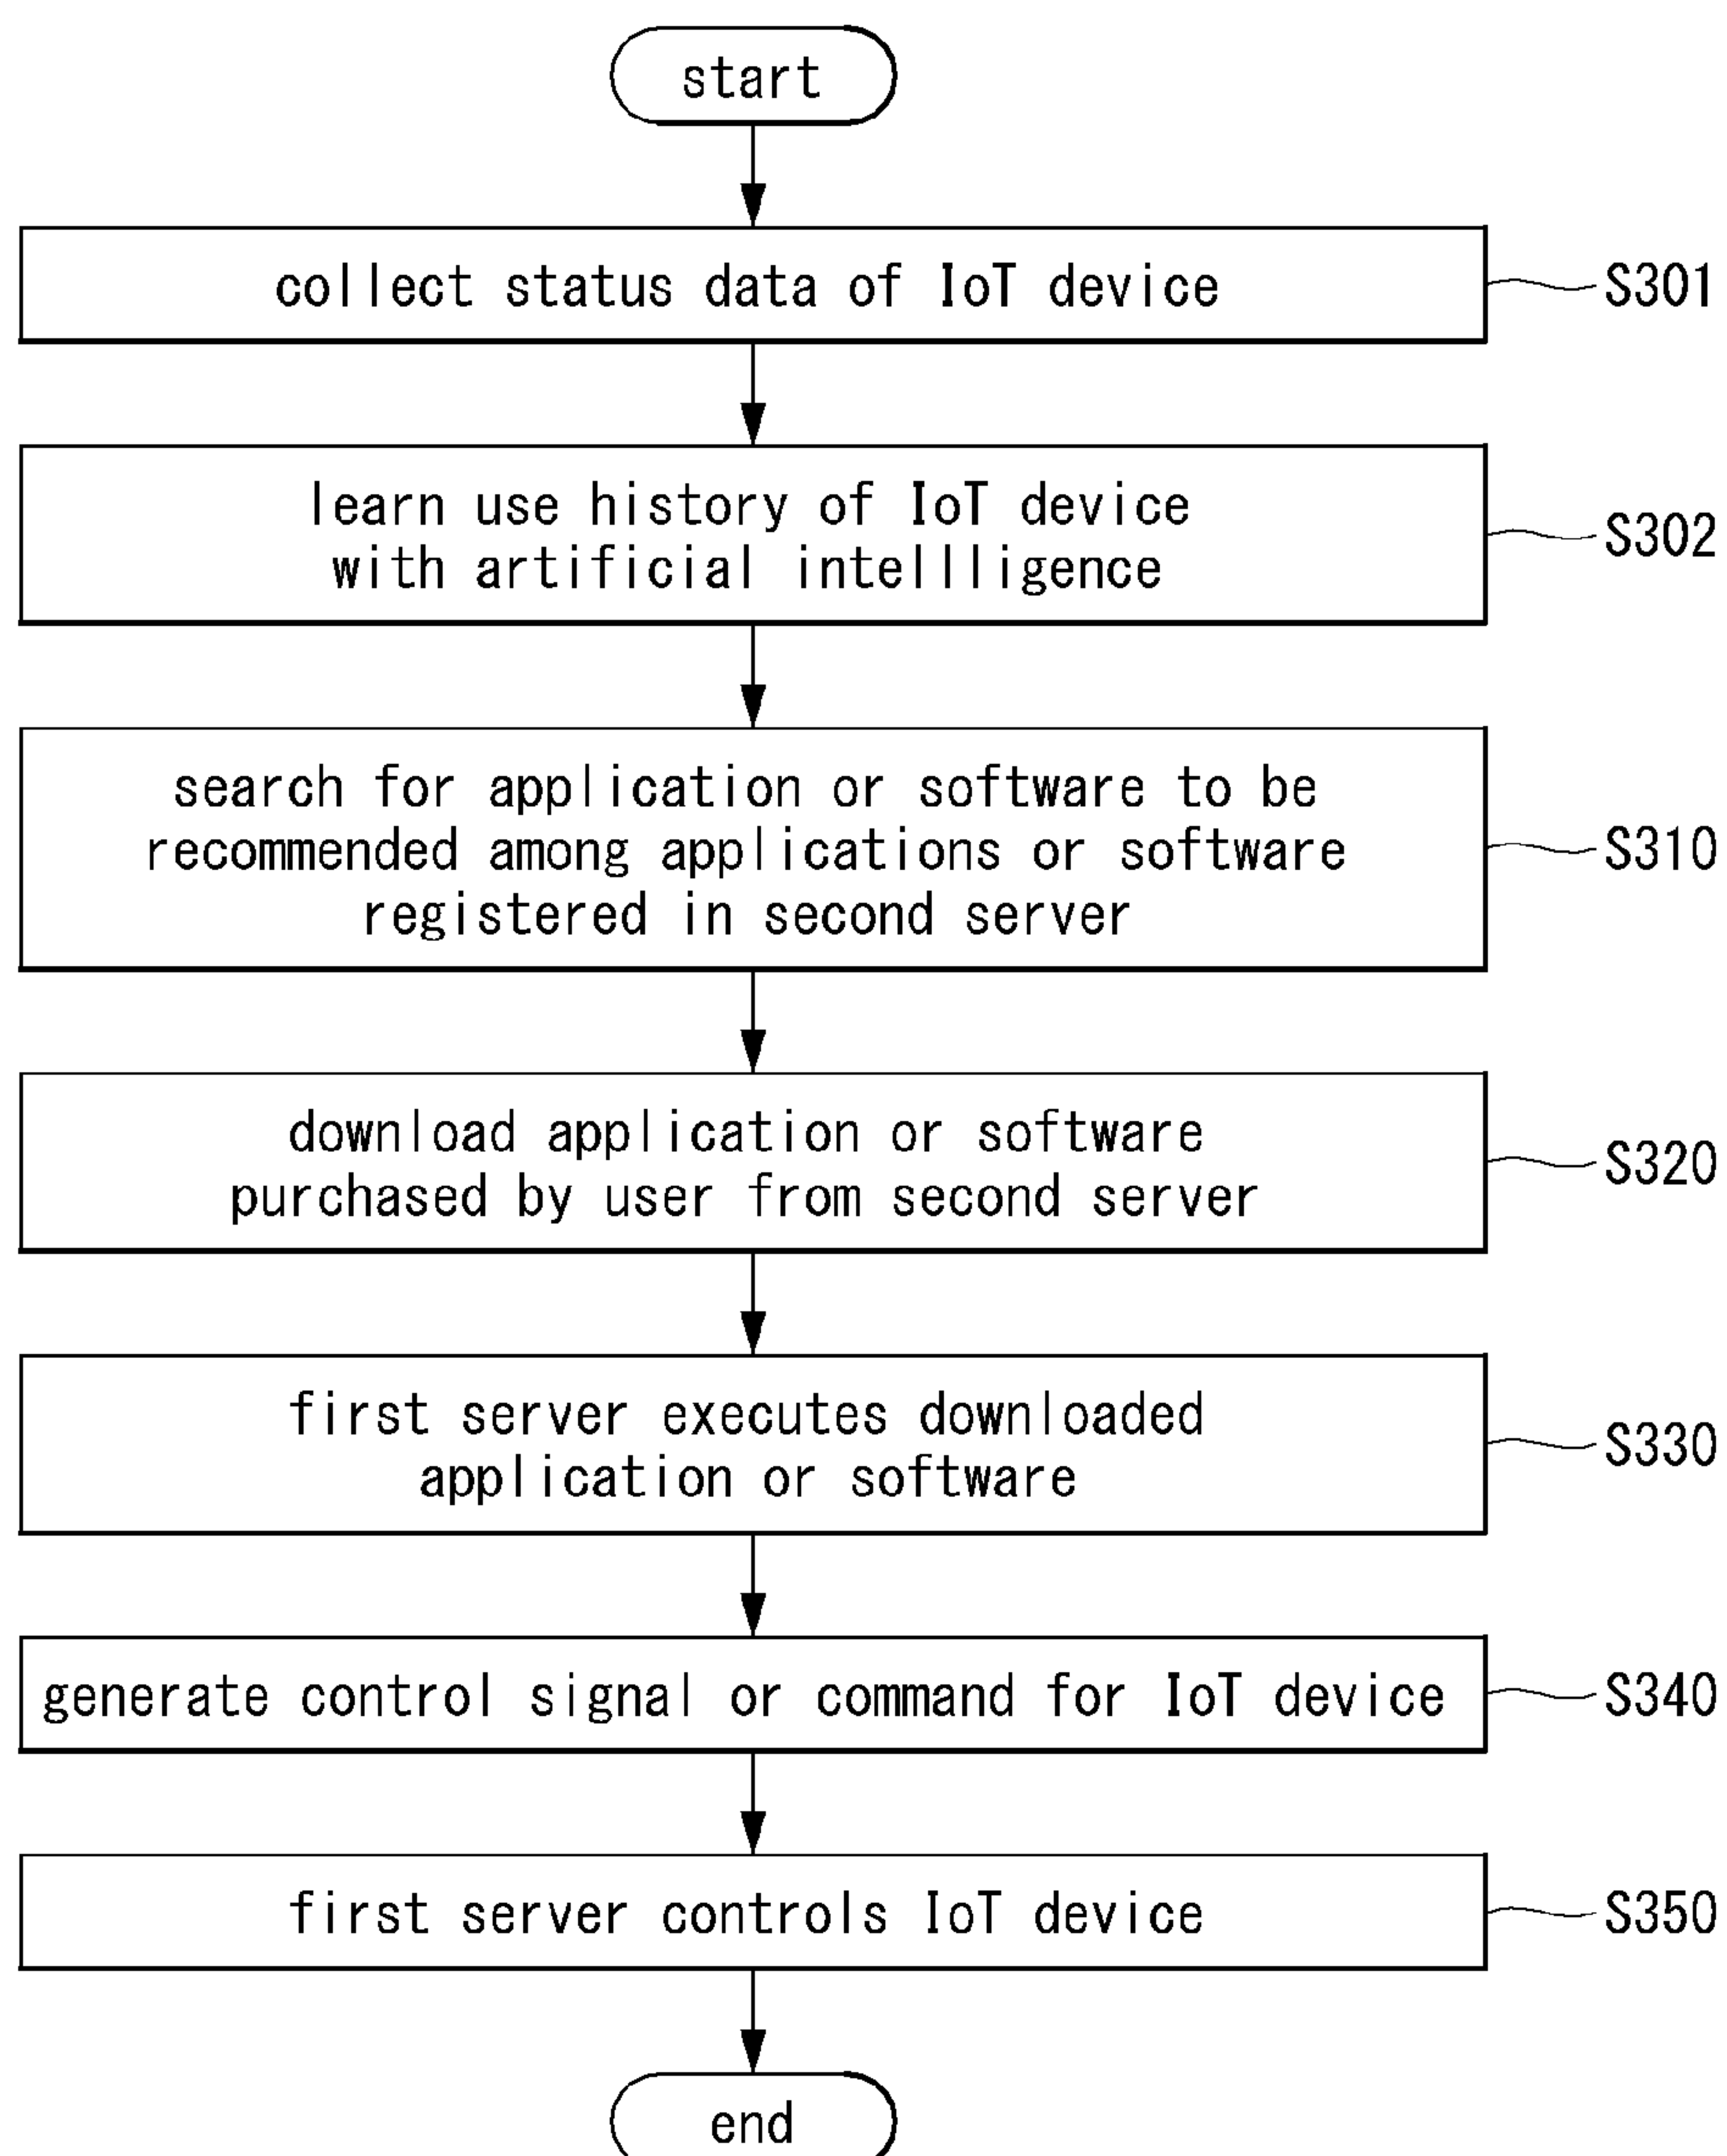 start
collect status data of IoT device
S301
learn use history of IoT device
with artificial intellligence
S302
search for application or software to be
recommended among applications or software
registered in second server
S310
download application or software
purchased by user from second server
S320
first server executes downloaded
application or software
S330
generate control signal or command for IoT device
S340
first server controls IoT device
S350
end